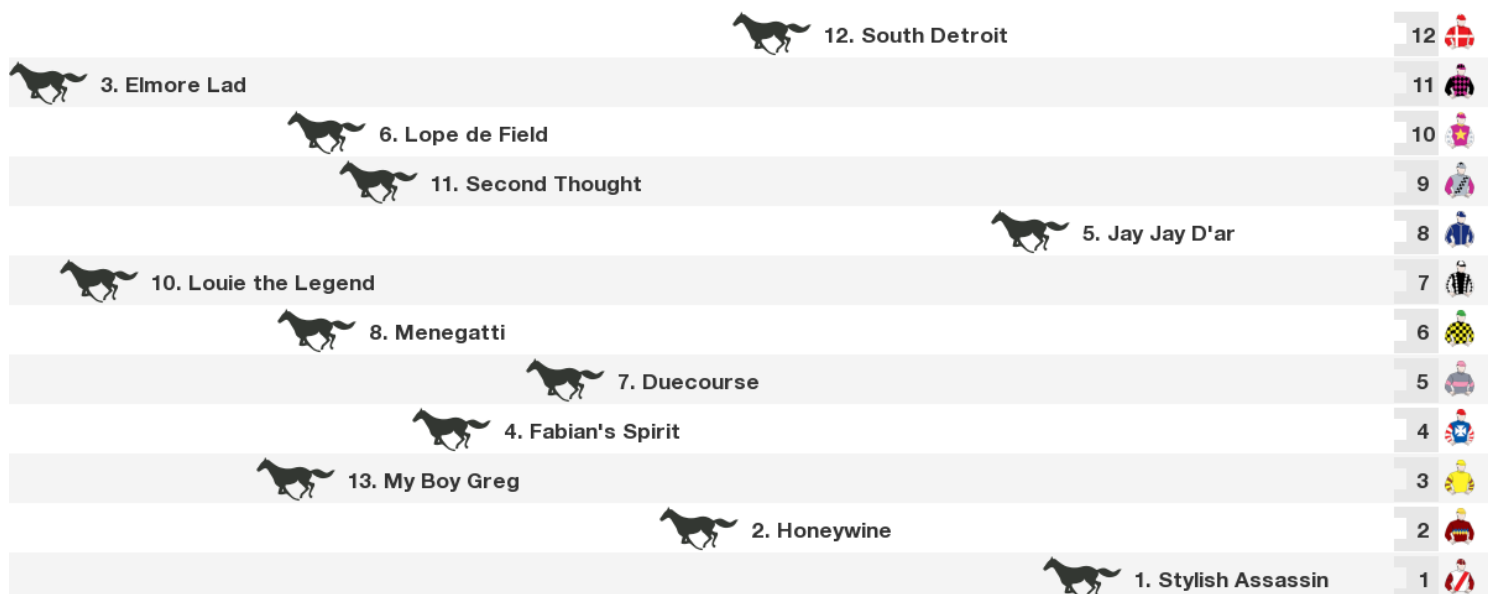 12. South Detroit 12
3. Elmore Lad 11
6. Lope de Field 10
11. Second Thought 9
5. Jay Jay D'ar 8
10. Louie the Legend 7
8. Menegatti 6
7. Duecourse 5
4. Fabian's Spirit 4
13. My Boy Greg 3
2. Honeywine 2
1. Stylish Assassin 1